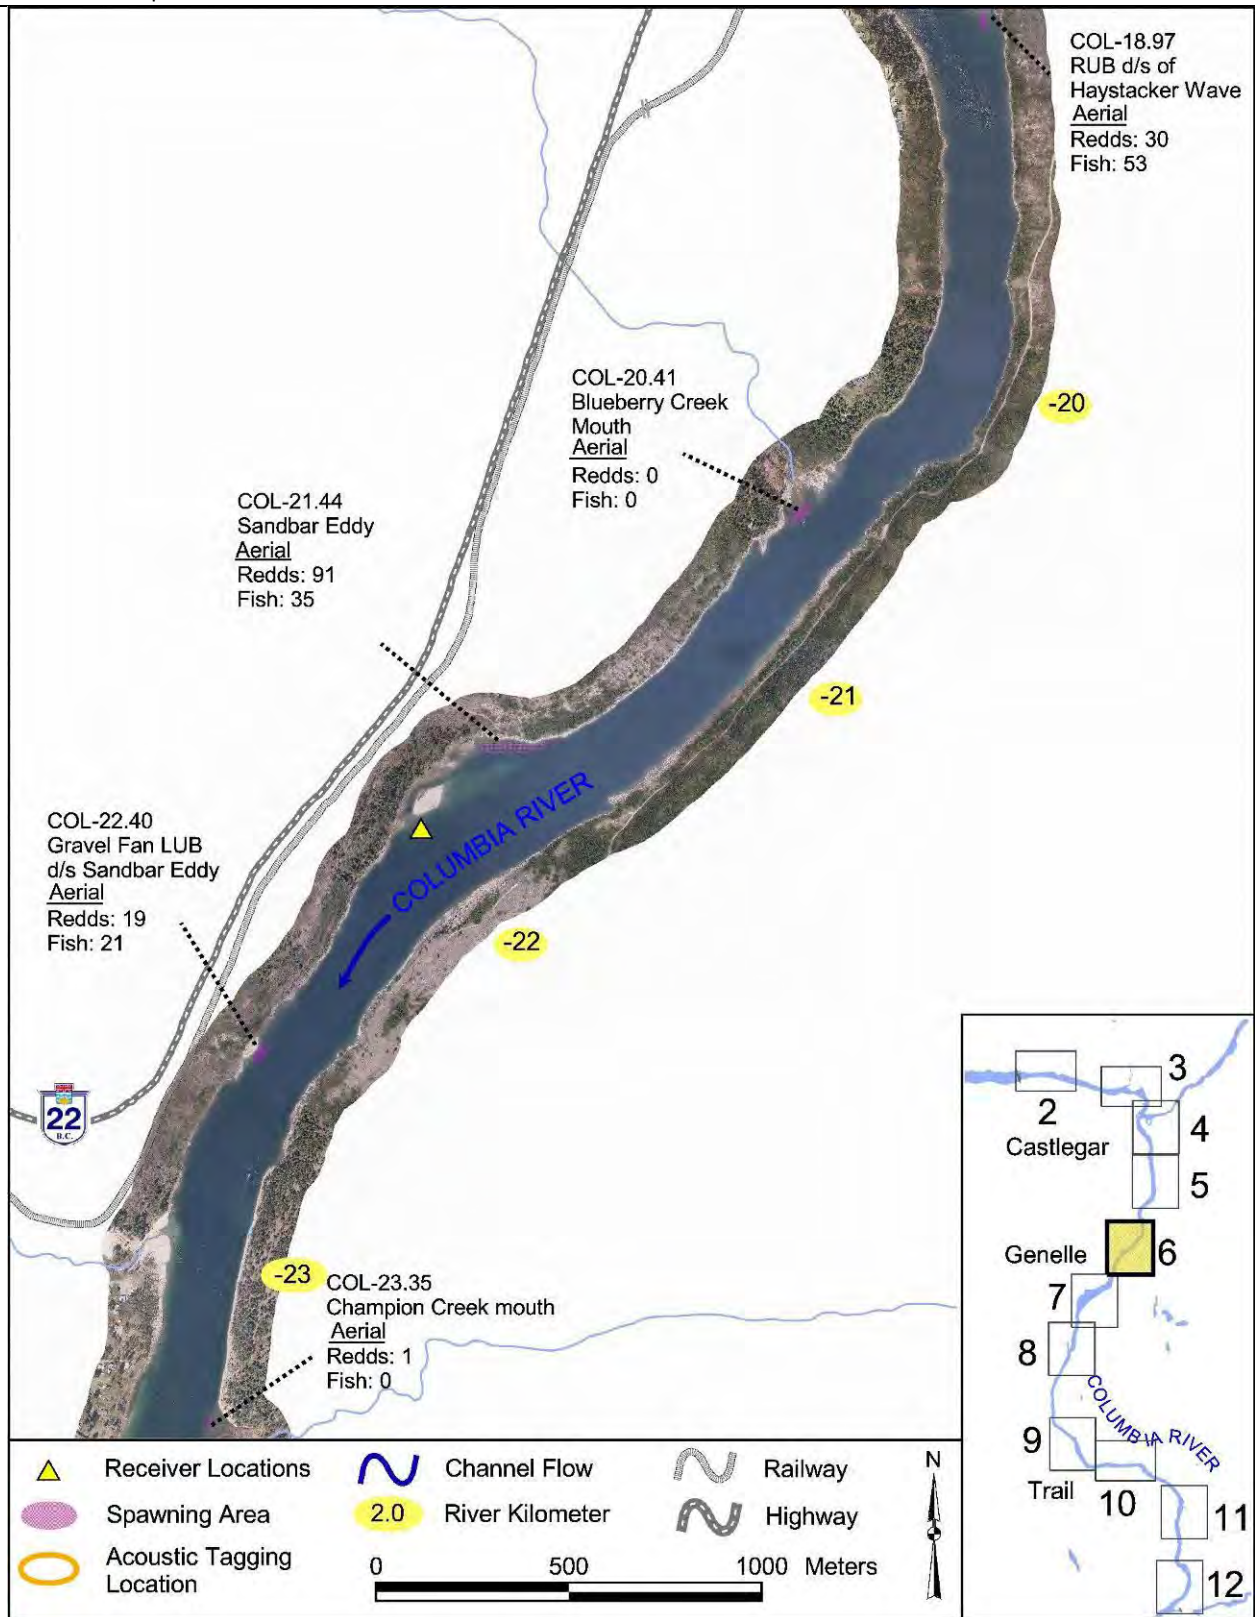 COL-18.97
RUB d/s of
Haystacker Wave
Aerial
Redds: 30
Fish: 53
COL-20.41
Blueberry Creek
Mouth
Aerial
Redds: 0
Fish: 0
-20
COL-21.44
Sandbar Eddy
Aerial
Redds: 91
Fish: 35
-21
COLUMBIA RIVER
COL-22.40
Gravel Fan LUB
d/s Sandbar Eddy
Aerial
Redds: 19
Fish: 21
-22
22
B.C.
-23
COL-23.35
Champion Creek mouth
Aerial
Redds: 1
Fish: 0
2
3
Castlegar
4
5
Genelle
6
7
8
COLUMBIA RIVER
9
Trail
10
11
12
Receiver Locations
Channel Flow
Railway
N
Spawning Area
2.0
River Kilometer
Highway
Acoustic Tagging
Location
0
500
1000 Meters